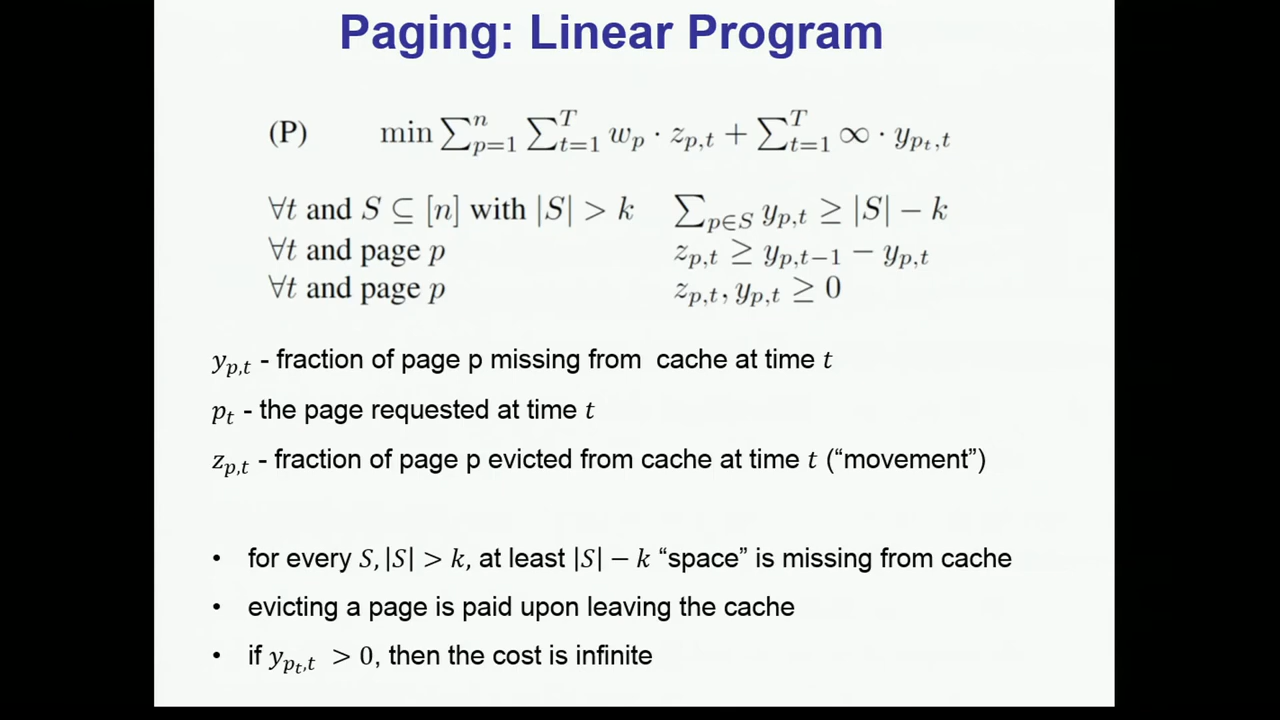 Paging: Linear Program
(P) min ∑_{p=1}^{n} ∑_{t=1}^{T} w_p · z_{p,t} + ∑_{t=1}^{T} ∞ · y_{p_t,t}
∀t and S ⊆ [n] with |S| > k ∑_{p∈S} y_{p,t} ≥ |S| − k
∀t and page p z_{p,t} ≥ y_{p,t−1} − y_{p,t}
∀t and page p z_{p,t}, y_{p,t} ≥ 0
y_{p,t} - fraction of page p missing from cache at time t
p_t - the page requested at time t
z_{p,t} - fraction of page p evicted from cache at time t (“movement”)
• for every S, |S| > k, at least |S| − k “space” is missing from cache
• evicting a page is paid upon leaving the cache
• if y_{p_t,t} > 0, then the cost is infinite